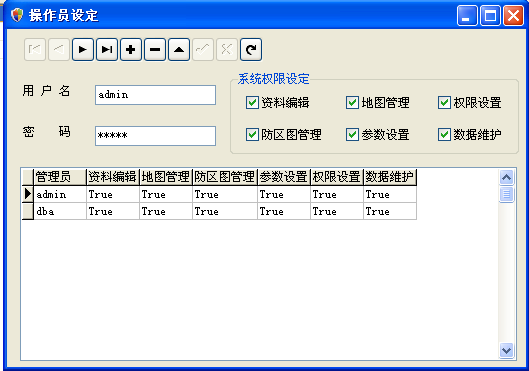 操作员设定
系统权限设定
用 户 名 admin
资料编辑 地图管理 权限设置
密 码 *****
防区图管理 参数设置 数据维护
管理员 资料编辑 地图管理 防区图管理 参数设置 权限设置 数据维护
admin True True True True True True
dba True True True True True True